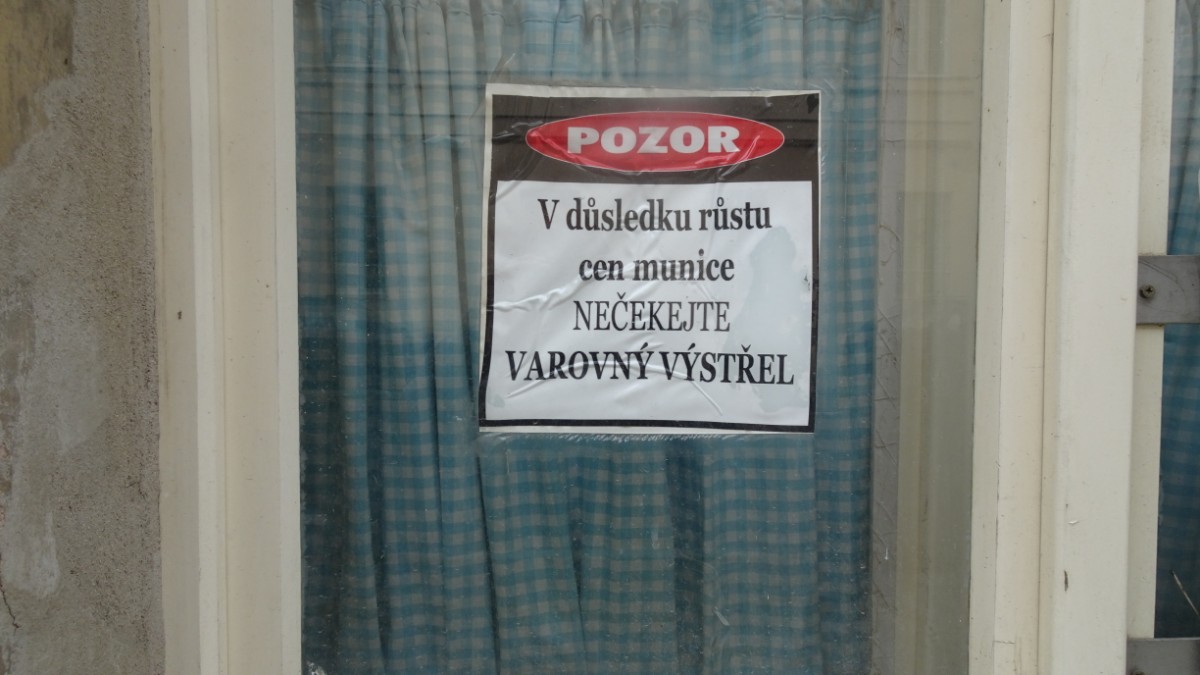 POZOR
V důsledku růstu
cen munice
NEČEKEJTE
VAROVNÝ VÝSTŘEL